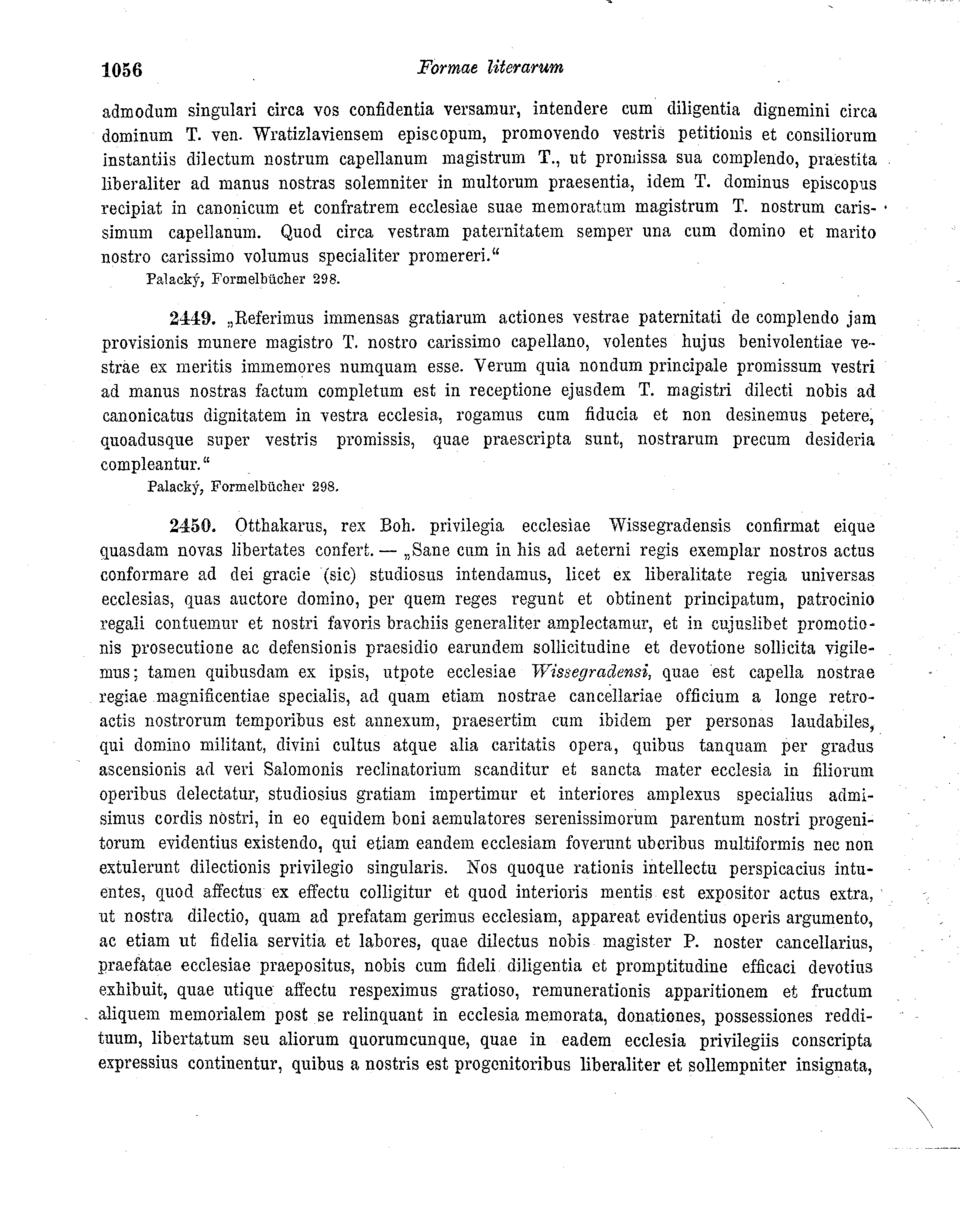 1056 Formae literarum
admodum singulari circa vos confidentia versamur, intendere cum diligentia dignemini circa
dominum T. ven. Wratizlaviensem episcopum, promovendo vestris petitionis et consiliorum
instantiis dilectum nostrum capellanum magistrum T., ut promissa sua complendo, praestita
liberaliter ad manus nostras solemniter in multorum praesentia, idem T. dominus episcopus
recipiat in canonicum et confratrem ecclesiae suae memoratum magistrum T. nostrum caris-
simum capellanum. Quod circa vestram paternitatem semper una cum domino et marito
nostro carissimo volumus specialiter promereri.“
Palacký, Formelbücher 298.
2449. „Referimus immensas gratiarum actiones vestrae paternitati de complendo jam
provisionis munere magistro T. nostro carissimo capellano, volentes hujus benivolentiae ve-
strae ex meritis immemores numquam esse. Verum quia nondum principale promissum vestri
ad manus nostras factum completum est in receptione ejusdem T. magistri dilecti nobis ad
canonicatus dignitatem in vestra ecclesia, rogamus cum fiducia et non desinemus petere,
quoadusque super vestris promissis, quae praescripta sunt, nostrarum precum desideria
compleantur.“
Palacký, Formelbücher 298.
2450. Otthakarus, rex Boh. privilegia ecclesiae Wissegradensis confirmat eique
quasdam novas libertates confert. — „Sane cum in his ad aeterni regis exemplar nostros actus
conformare ad dei gracie (sic) studiosus intendamus, licet ex liberalitate regia universas
ecclesias, quas auctore domino, per quem reges regunt et obtinent principatum, patrocinio
regali contuemur et nostri favoris brachiis generaliter amplectamur, et in cujuslibet promotio-
nis prosecutione ac defensionis praesidio earundem sollicitudine et devotione sollicita vigile-
mus; tamen quibusdam ex ipsis, utpote ecclesiae Wissegradensi, quae est capella nostrae
regiae magnificentiae specialis, ad quam etiam nostrae cancellariae officium a longe retro-
actis nostrorum temporibus est annexum, praesertim cum ibidem per personas laudabiles,
qui domino militant, divini cultus atque alia caritatis opera, quibus tanquam per gradus
ascensionis ad veri Salomonis reclinatorium scanditur et sancta mater ecclesia in filiorum
operibus delectatur, studiosius gratiam impertimur et interiores amplexus specialius admi-
simus cordis nostri, in eo equidem boni aemulatores serenissimorum parentum nostri progeni-
torum evidentius existendo, qui etiam eandem ecclesiam foverunt uberibus multiformis nec non
extulerunt dilectionis privilegio singularis. Nos quoque rationis intellectu perspicacius intu-
entes, quod affectus ex effectu colligitur et quod interioris mentis est expositor actus extra,
ut nostra dilectio, quam ad prefatam gerimus ecclesiam, appareat evidentius operis argumento,
ac etiam ut fidelia servitia et labores, quae dilectus nobis magister P. noster cancellarius,
praefatae ecclesiae praepositus, nobis cum fideli diligentia et promptitudine efficaci devotius
exhibuit, quae utique affectu respeximus gratioso, remunerationis apparitionem et fructum
aliquem memorialem post se relinquant in ecclesia memorata, donationes, possessiones reddi-
tuum, libertatum seu aliorum quorumcunque, quae in eadem ecclesia privilegiis conscripta
expressius continentur, quibus a nostris est progenitoribus liberaliter et sollempniter insignata,